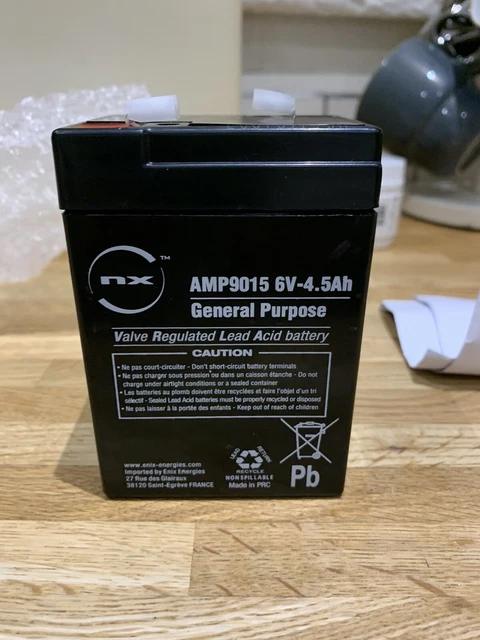 nx ™
AMP9015 6V-4.5Ah
General Purpose
Valve Regulated Lead Acid battery
CAUTION
• Ne pas court-circuiter - Don't short-circuit battery terminals
• Ne pas charger sous pression ou dans un caisson étanche - Do not
charge under airtight conditions or a sealed container
• Les batteries au plomb doivent être recyclées et faire l'objet d'un tri
sélectif - Sealed Lead Acid batteries must be properly recycled or disposed
• Ne pas laisser à la portée des enfants - Keep out of reach of children
www.enix-energies.com
Imported by Enix Energies
27 Rue des Glairaux
38120 Saint-Egrève FRANCE
LEAD RETURN
RECYCLE
NONSPILLABLE
Made in PRC
Pb